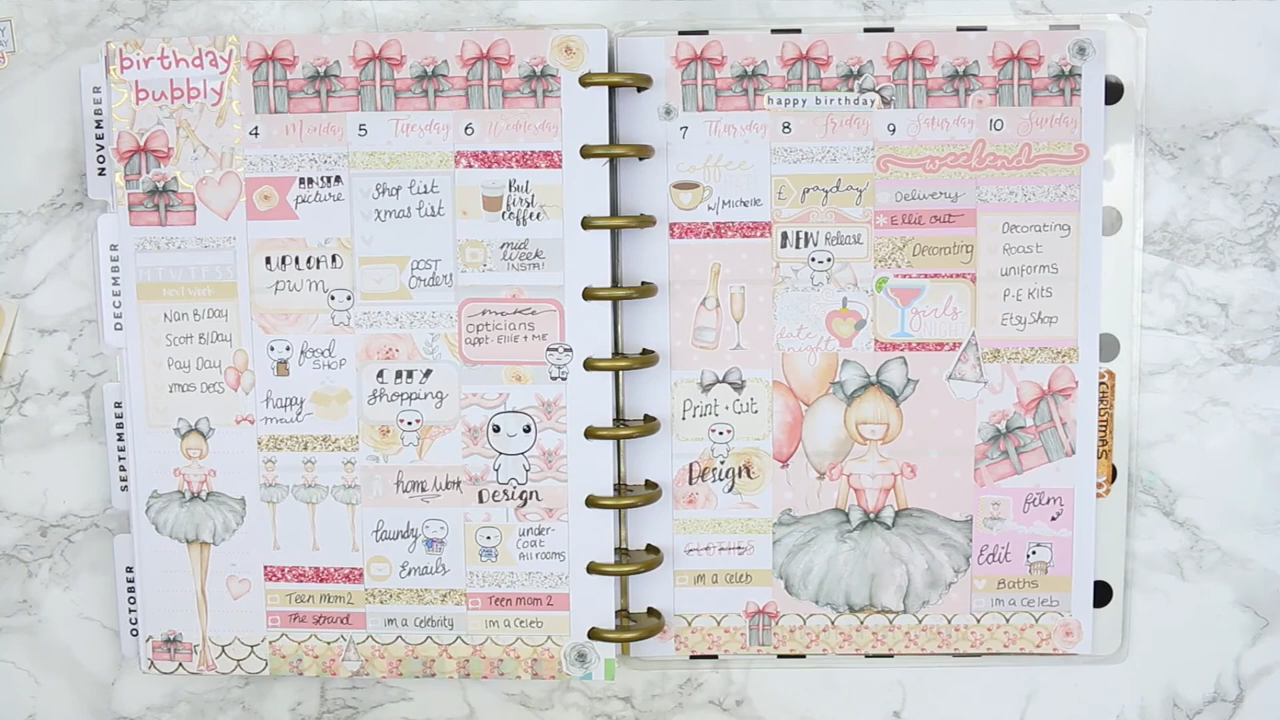 birthday
bubbly
NOVEMBER
DECEMBER
SEPTEMBER
OCTOBER
M T W T F S S
Next Week
Nan B/Day
Scott B/Day
Pay Day
xmas Decs
4 Monday
INSTA
picture
UPLOAD
pwm
food
SHOP
happy
mail
Teen Mom 2
The strand
5 Tuesday
Shop list
xmas list
POST
Orders
CITY
Shopping
home work
laundy
Emails
im a celebrity
6 Wednesday
But
first
coffee
mid
week
INSTA!
make
opticians
appt. ELLIE + ME
Design
under-
coat
All rooms
Teen mom 2
im a celeb
happy birthday
7 Thursday
coffee
w/ Michelle
Print + Cut
Design
CLOTHES
im a celeb
8 Friday
£ payday!
NEW Release
date
night
9 Saturday
weekend
Delivery
* Ellie out
Decorating
girls
NIGHT
10 Sunday
Decorating
Roast
uniforms
P.E Kits
Etsy Shop
film
Edit
Baths
im a celeb
CHRISTMAS